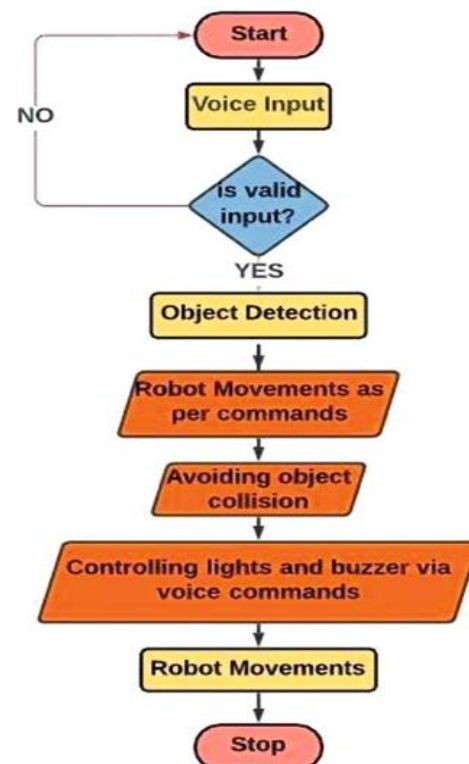 Start
NO
Voice Input
is valid
input?
YES
Object Detection
Robot Movements as
per commands
Avoiding object
collision
Controlling lights and buzzer via
voice commands
Robot Movements
Stop